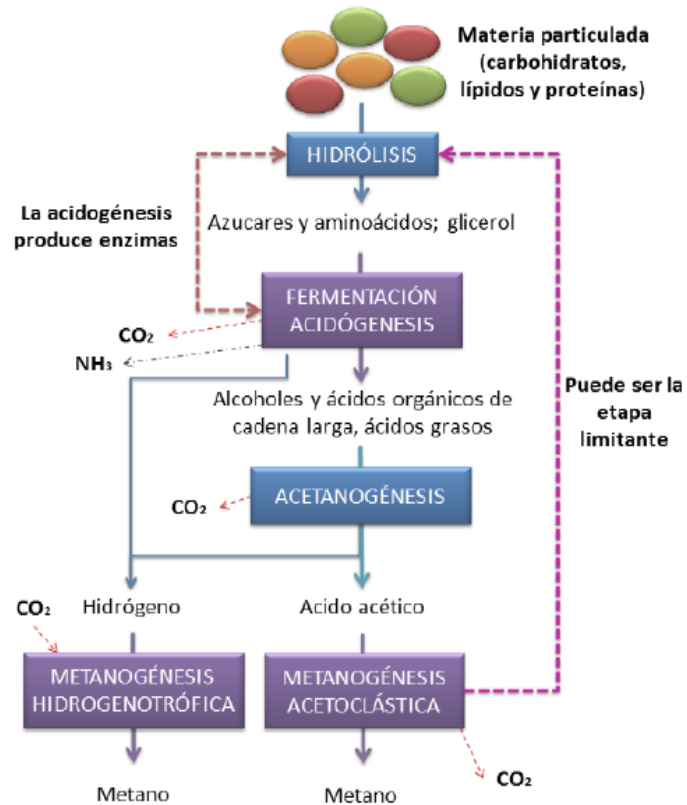 Materia particulada
(carbohidratos,
lípidos y proteínas)
HIDRÓLISIS
La acidogénesis
produce enzimas
Azucares y aminoácidos; glicerol
FERMENTACIÓN
ACIDÓGENESIS
CO₂
NH₃
Puede ser la
etapa
limitante
Alcoholes y ácidos orgánicos de
cadena larga, ácidos grasos
ACETANOGÉNESIS
CO₂
CO₂
Hidrógeno
Acido acético
METANOGÉNESIS
HIDROGENOTRÓFICA
METANOGÉNESIS
ACETOCLÁSTICA
CO₂
Metano
Metano